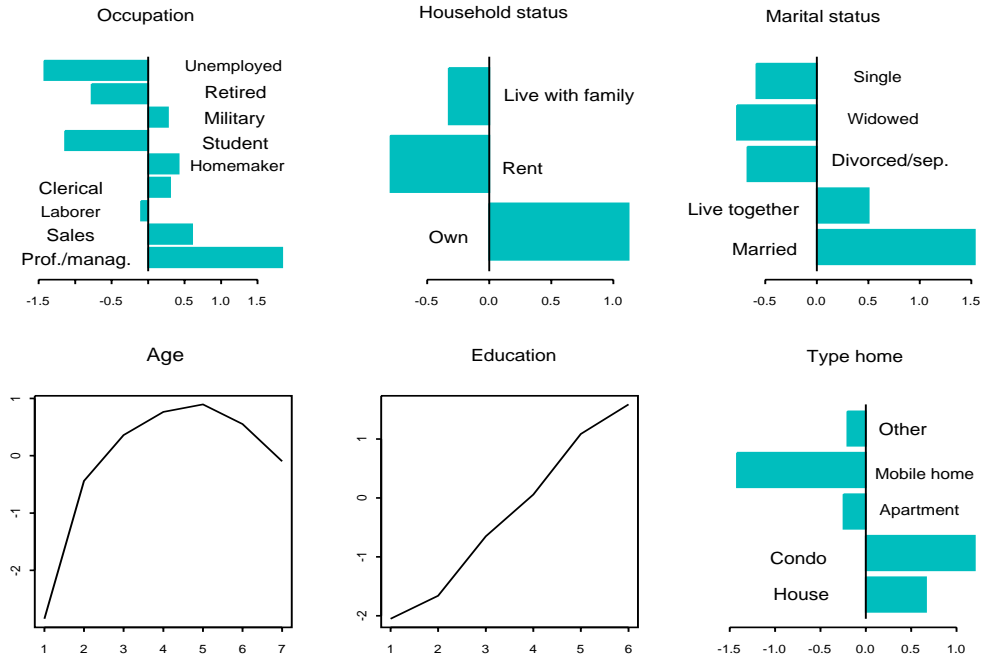 Occupation
Unemployed
Retired
Military
Student
Homemaker
Clerical
Laborer
Sales
Prof./manag.
-1.5 -0.5 0.5 1.0 1.5
Household status
Live with family
Rent
Own
-0.5 0.0 0.5 1.0
Marital status
Single
Widowed
Divorced/sep.
Live together
Married
-0.5 0.0 0.5 1.0 1.5
Age
1
0
-1
-2
1 2 3 4 5 6 7
Education
1
0
-1
-2
1 2 3 4 5 6
Type home
Other
Mobile home
Apartment
Condo
House
-1.5 -1.0 -0.5 0.0 0.5 1.0